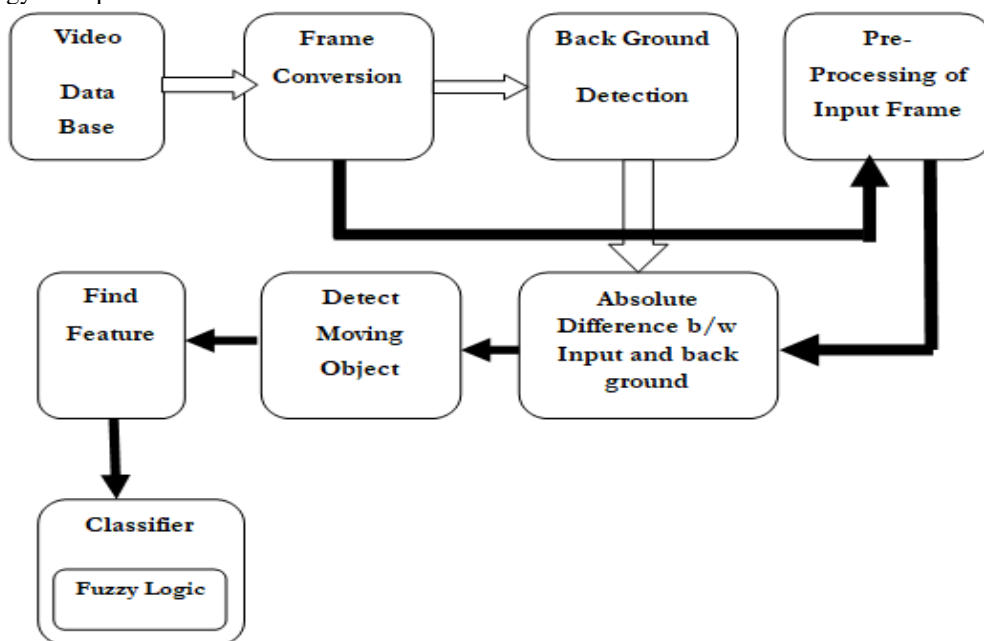 Video
Data
Base
Frame
Conversion
Back Ground
Detection
Pre-
Processing of
Input Frame
Find
Feature
Detect
Moving
Object
Absolute
Difference b/w
Input and back
ground
Classifier
Fuzzy Logic